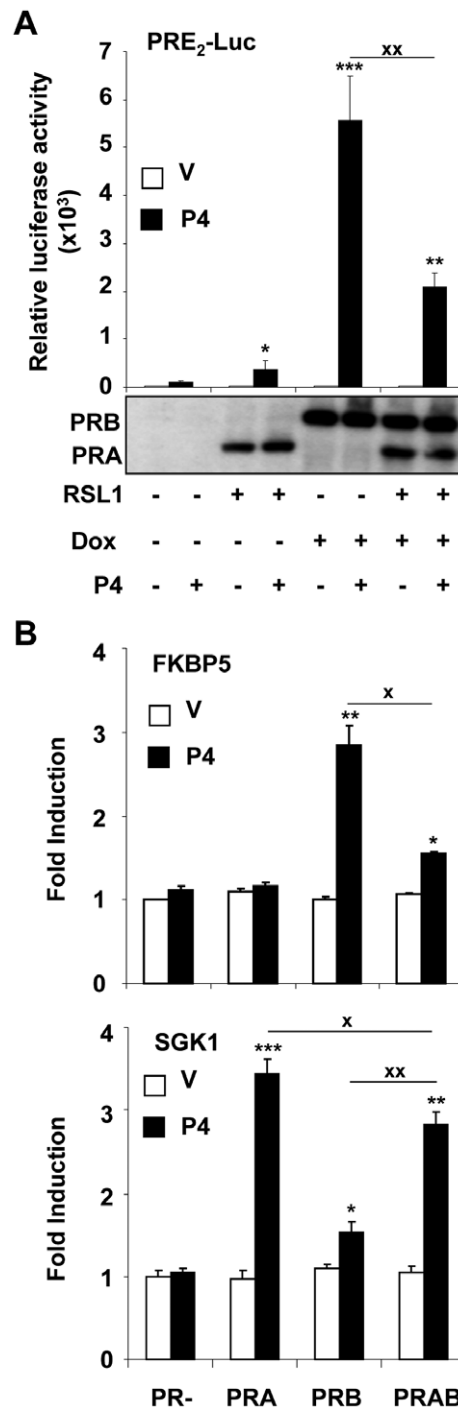 A
PRE₂-Luc
xx
***
**
*
7
6
5
4
3
2
1
0
Relative luciferase activity
(x10³)
V
P4
PRB
PRA
RSL1 - - + + - - + +
Dox - - - - + + + +
P4 - + - + - + - +
B
FKBP5
V
P4
x
**
*
4
3
2
1
0
Fold Induction
SGK1
V
P4
x
xx
***
*
**
4
3
2
1
0
Fold Induction
PR- PRA PRB PRAB